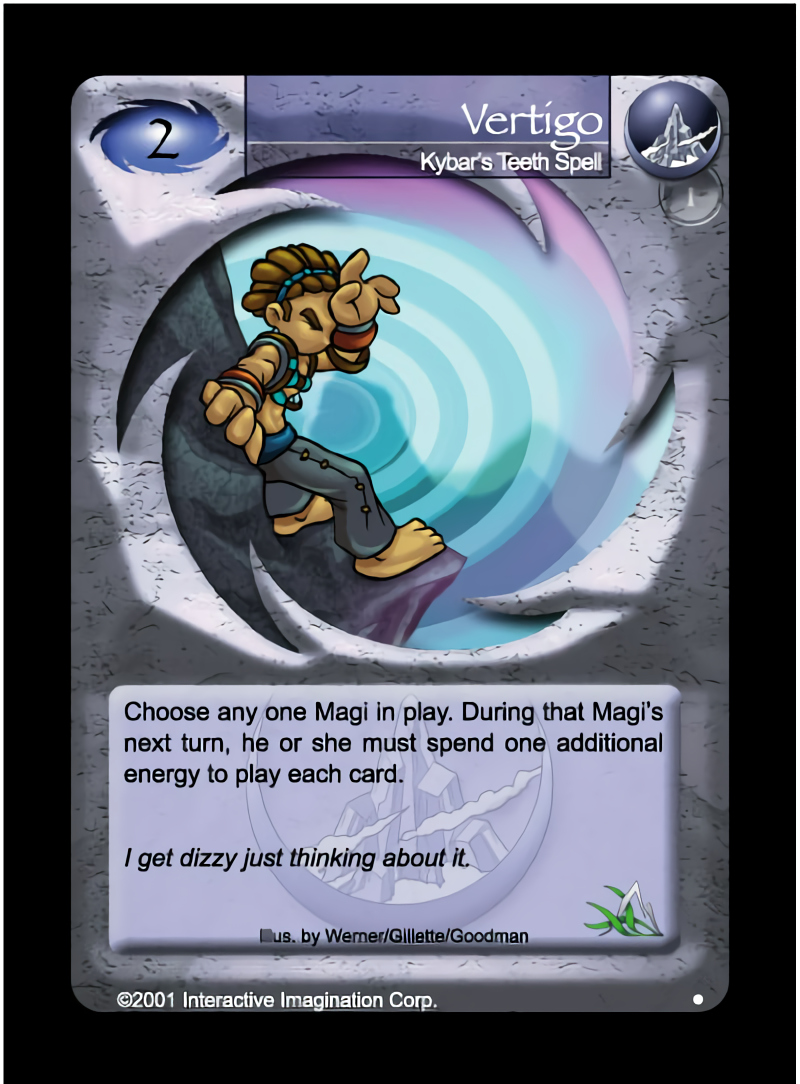 2
Vertigo
Kybar's Teeth Spell
1
Choose any one Magi in play. During that Magi's
next turn, he or she must spend one additional
energy to play each card.
I get dizzy just thinking about it.
Illus. by Werner/Gillette/Goodman
©2001 Interactive Imagination Corp.